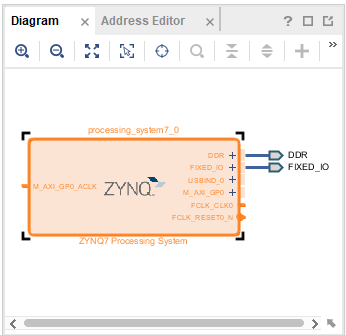 Diagram
Address Editor
processing_system7_0
DDR
FIXED_IO
USBIND_0
M_AXI_GP0
FCLK_CLK0
FCLK_RESET0_N
M_AXI_GP0_ACLK
ZYNQ
ZYNQ7 Processing System
DDR
FIXED_IO